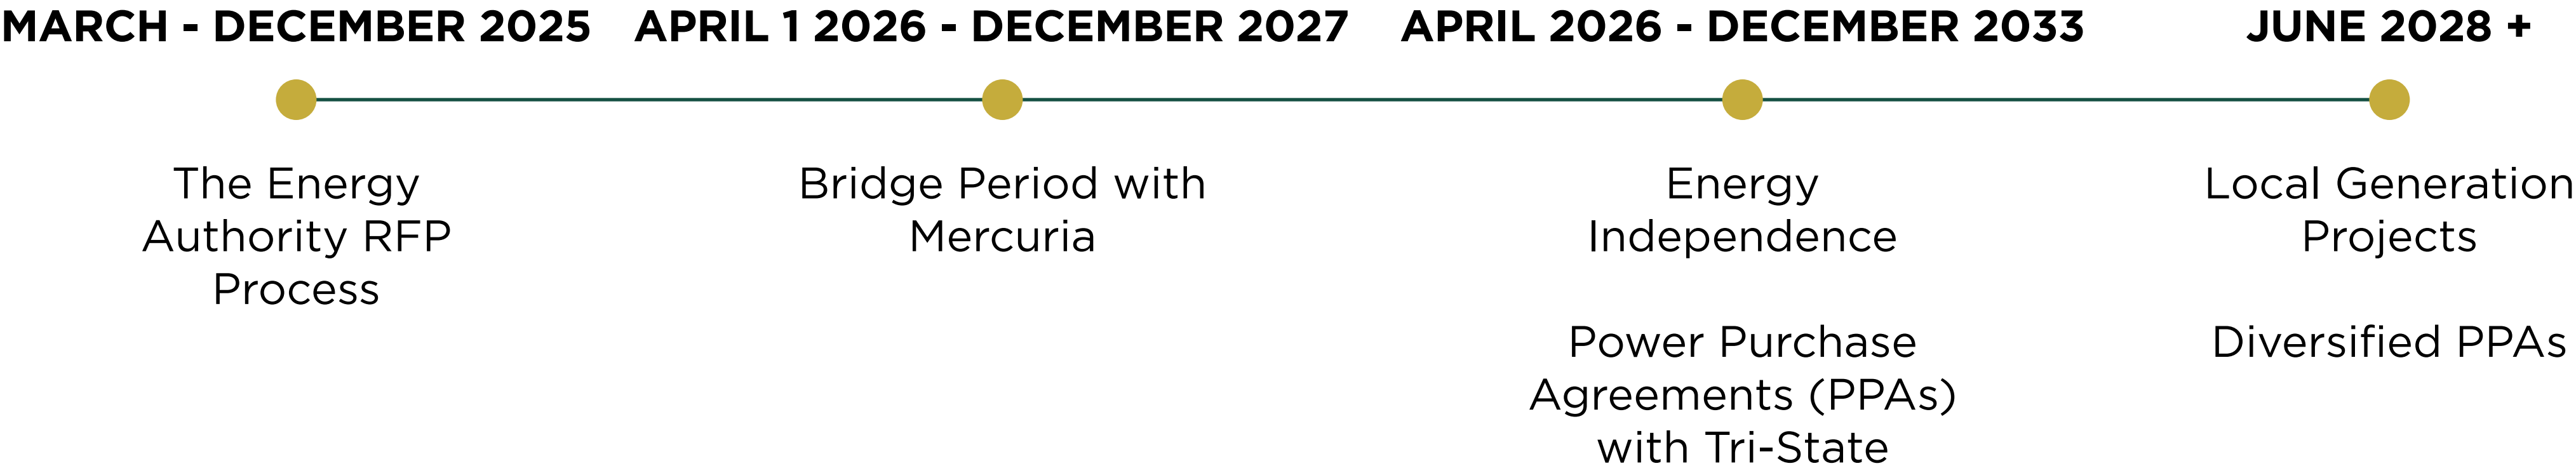 MARCH - DECEMBER 2025
The Energy
Authority RFP
Process
APRIL 1 2026 - DECEMBER 2027
Bridge Period with
Mercuria
APRIL 2026 - DECEMBER 2033
Energy
Independence
Power Purchase
Agreements (PPAs)
with Tri-State
JUNE 2028 +
Local Generation
Projects
Diversified PPAs